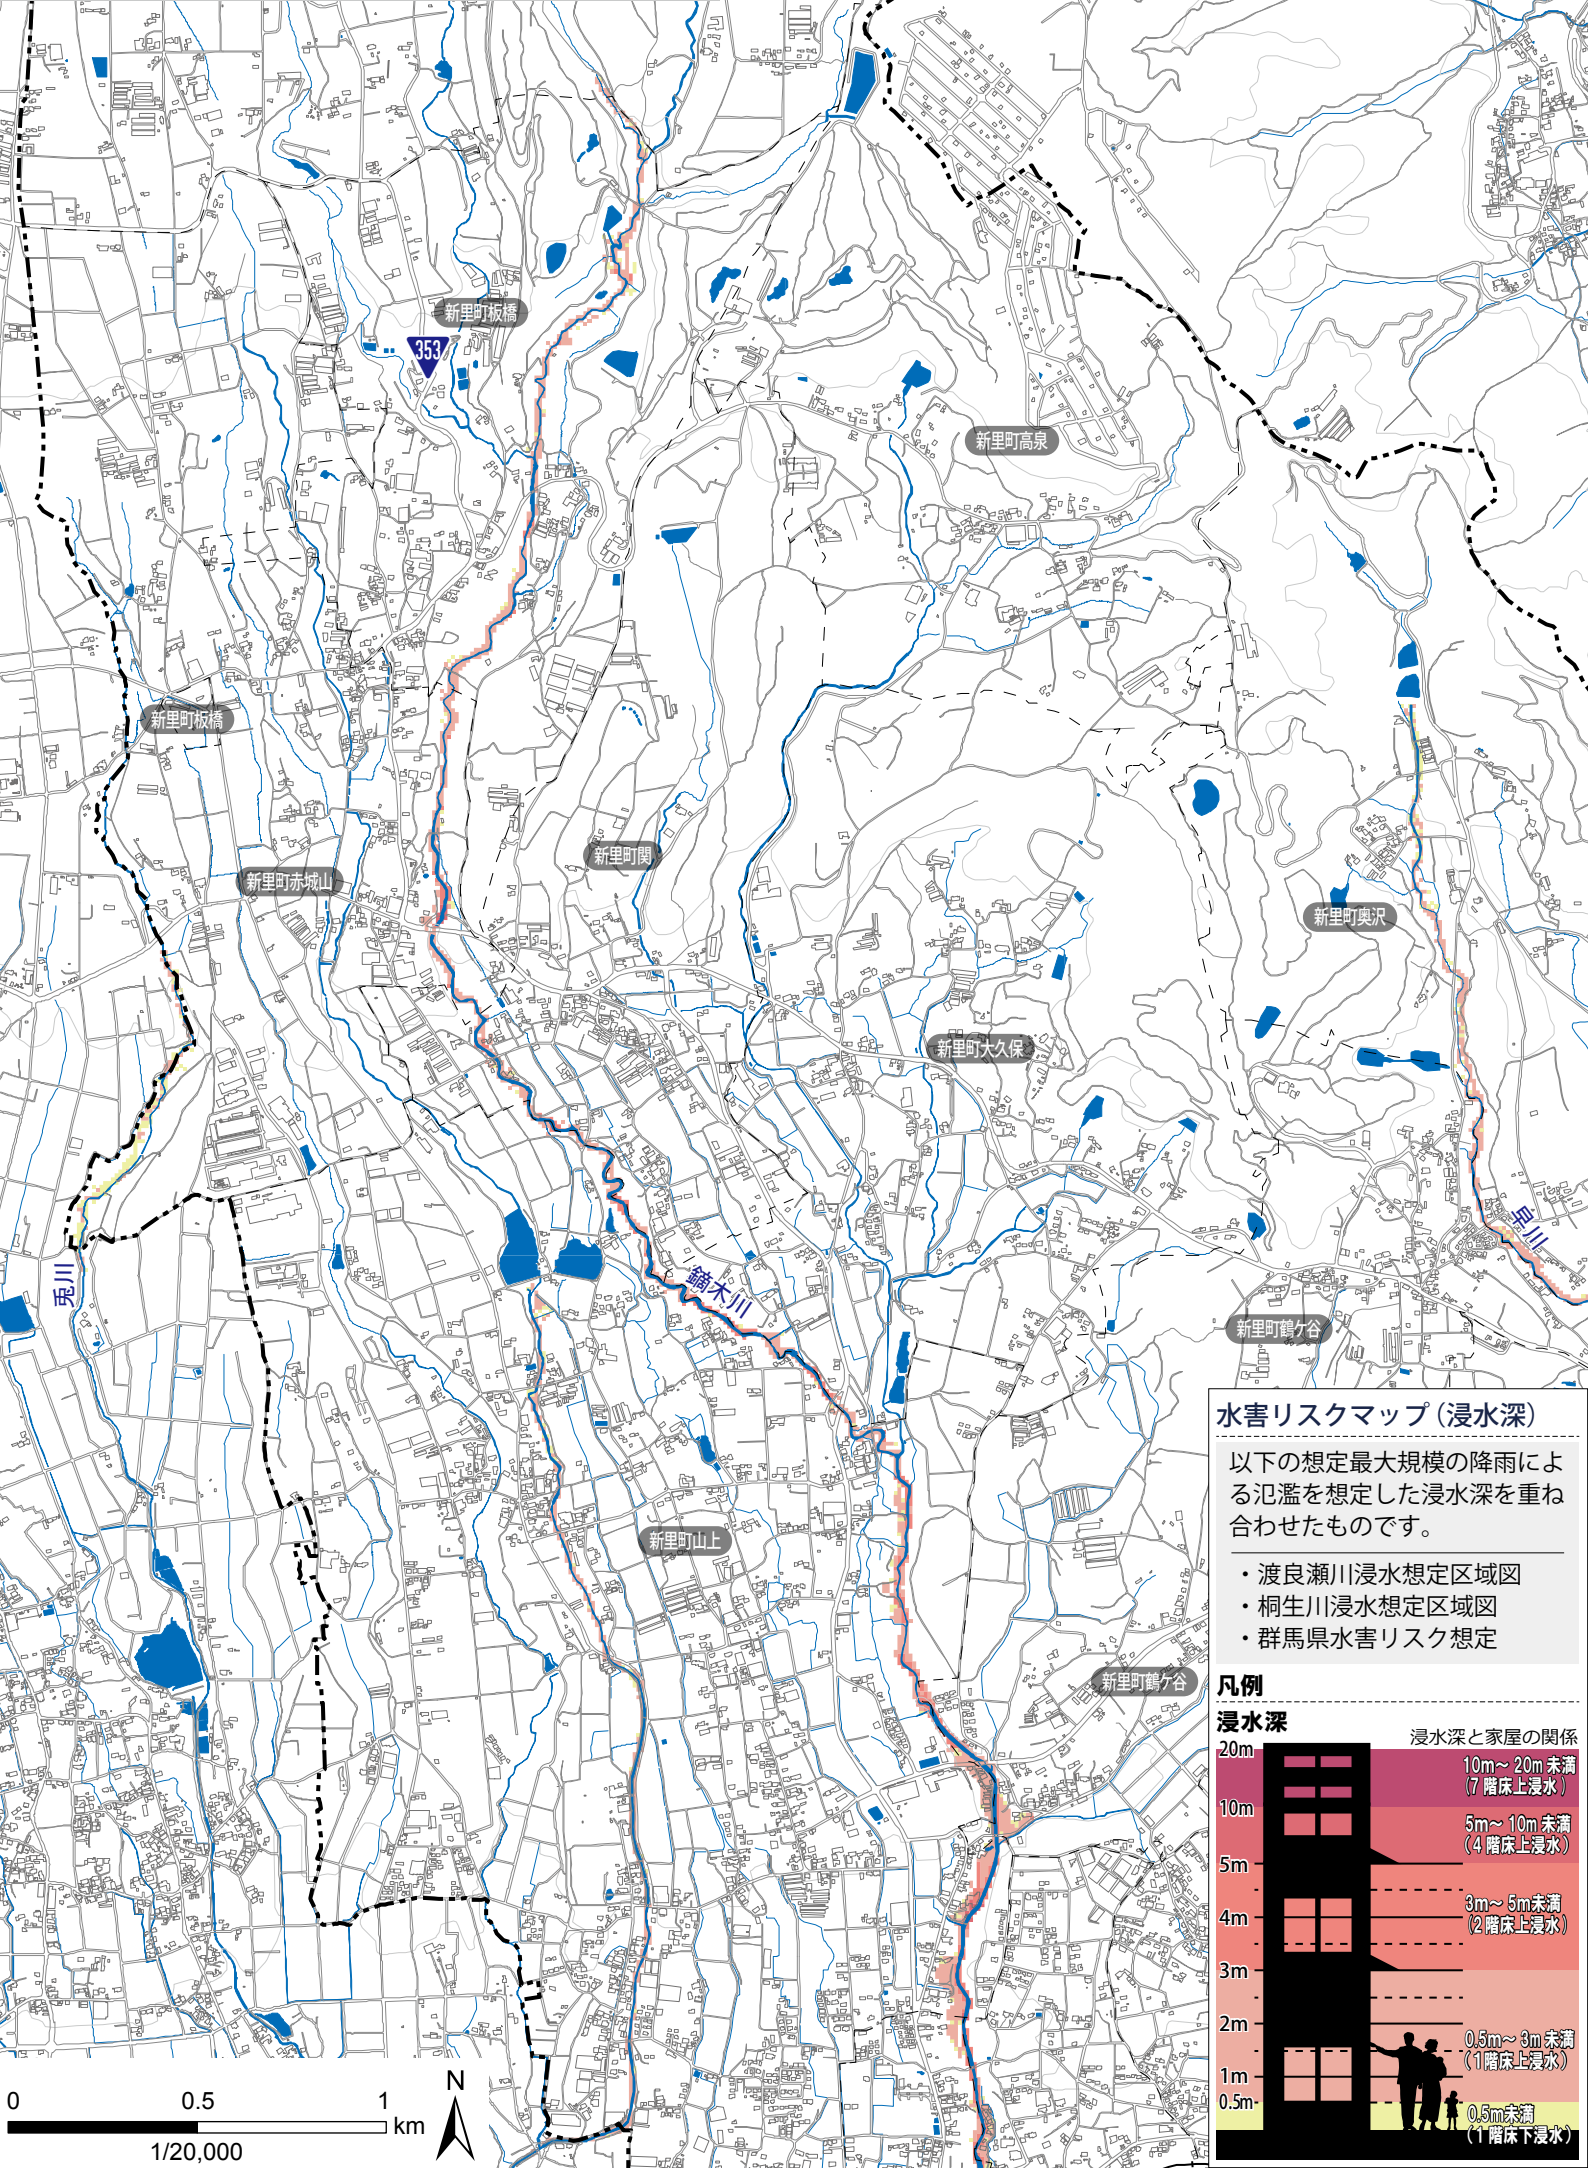 新里町板橋
353
新里町高泉
新里町板橋
新里町関
新里町赤城山
新里町奥沢
新里町大久保
早川
兎川
鏑木川
新里町鶴ケ谷
新里町山上
新里町鶴ケ谷
水害リスクマップ（浸水深）
以下の想定最大規模の降雨によ
る氾濫を想定した浸水深を重ね
合わせたものです。
・渡良瀬川浸水想定区域図
・桐生川浸水想定区域図
・群馬県水害リスク想定
凡例
浸水深
浸水深と家屋の関係
20m
10m～20m未満
（7階床上浸水）
10m
5m～10m未満
（4階床上浸水）
5m
3m～5m未満
（2階床上浸水）
4m
3m
2m
0.5m～3m未満
（1階床上浸水）
1m
0.5m
0.5m未満
（1階床下浸水）
0 0.5 1 km
1/20,000
N